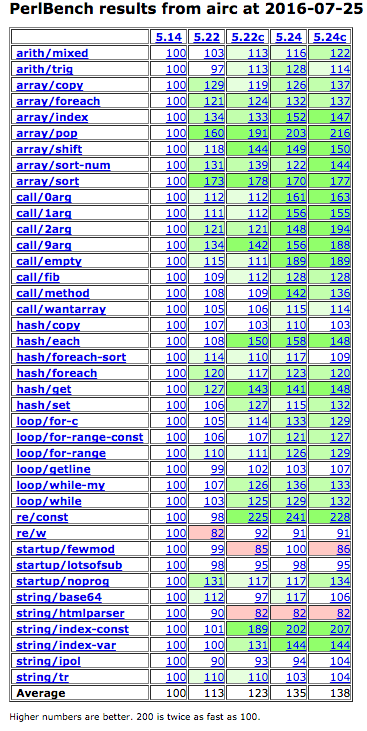 PerlBench results from airc at 2016-07-25
5.14 5.22 5.22c 5.24 5.24c
arith/mixed 100 103 113 116 122
arith/trig 100 97 113 128 114
array/copy 100 129 119 126 137
array/foreach 100 121 124 132 137
array/index 100 134 133 152 147
array/pop 100 160 191 203 216
array/shift 100 118 144 149 150
array/sort-num 100 131 139 122 144
array/sort 100 173 178 170 177
call/0arg 100 112 112 161 163
call/1arg 100 111 112 156 155
call/2arg 100 121 121 148 194
call/9arg 100 134 142 156 188
call/empty 100 115 111 189 189
call/fib 100 109 112 128 128
call/method 100 108 109 142 136
call/wantarray 100 105 106 115 114
hash/copy 100 107 103 110 103
hash/each 100 108 150 158 148
hash/foreach-sort 100 114 110 117 109
hash/foreach 100 120 117 123 120
hash/get 100 127 143 141 148
hash/set 100 106 127 115 132
loop/for-c 100 105 114 133 129
loop/for-range-const 100 106 107 121 127
loop/for-range 100 110 111 126 129
loop/getline 100 99 102 103 107
loop/while-my 100 107 126 136 133
loop/while 100 103 125 129 132
re/const 100 98 225 241 228
re/w 100 82 92 91 91
startup/fewmod 100 99 85 100 86
startup/lotsofsub 100 98 95 98 95
startup/noprog 100 131 117 117 134
string/base64 100 112 97 117 106
string/htmlparser 100 90 82 82 82
string/index-const 100 101 189 202 207
string/index-var 100 100 131 144 144
string/ipol 100 90 93 94 104
string/tr 100 110 110 103 104
Average 100 113 123 135 138
Higher numbers are better. 200 is twice as fast as 100.